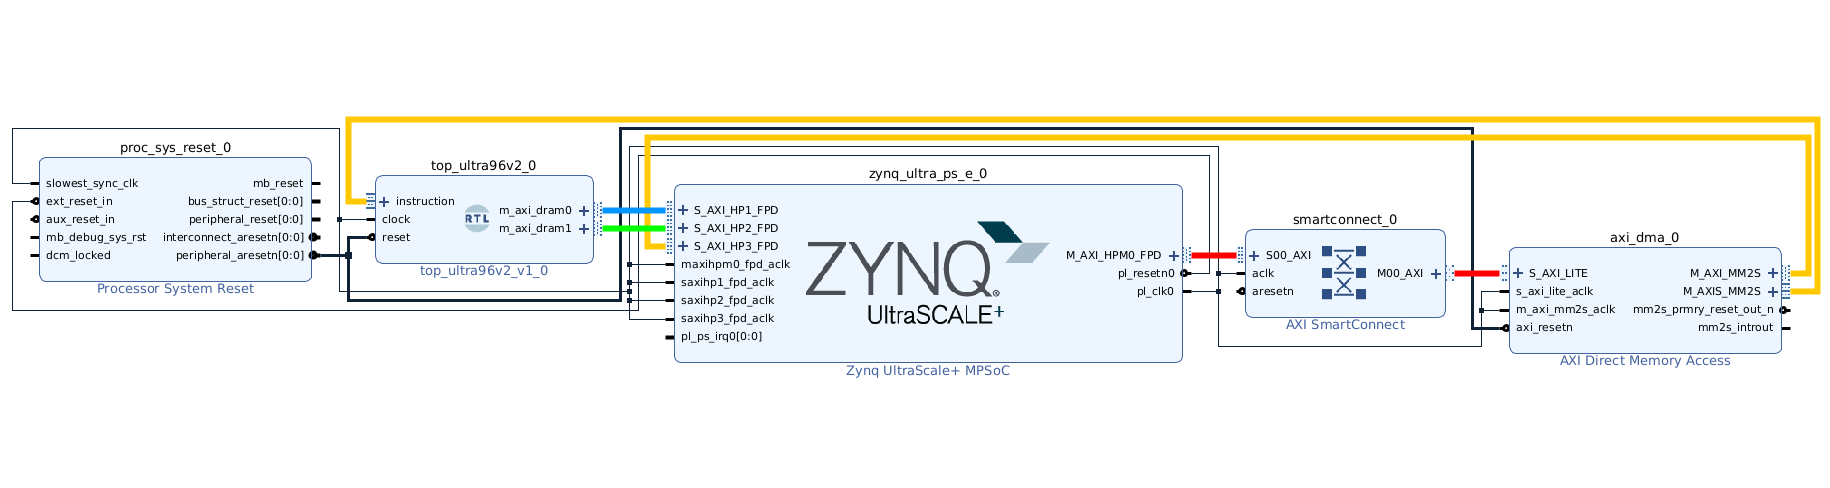 proc_sys_reset_0
slowest_sync_clk
ext_reset_in
aux_reset_in
mb_debug_sys_rst
dcm_locked
mb_reset
bus_struct_reset[0:0]
peripheral_reset[0:0]
interconnect_aresetn[0:0]
peripheral_aresetn[0:0]
Processor System Reset
top_ultra96v2_0
instruction
clock
reset
RTL
m_axi_dram0
m_axi_dram1
top_ultra96v2_v1_0
zynq_ultra_ps_e_0
S_AXI_HP1_FPD
S_AXI_HP2_FPD
S_AXI_HP3_FPD
maxihpm0_fpd_aclk
saxihp1_fpd_aclk
saxihp2_fpd_aclk
saxihp3_fpd_aclk
pl_ps_irq0[0:0]
ZYNQ®
UltraSCALE+
M_AXI_HPM0_FPD
pl_resetn0
pl_clk0
Zynq UltraScale+ MPSoC
smartconnect_0
S00_AXI
aclk
aresetn
M00_AXI
AXI SmartConnect
axi_dma_0
S_AXI_LITE
s_axi_lite_aclk
m_axi_mm2s_aclk
axi_resetn
M_AXI_MM2S
M_AXIS_MM2S
mm2s_prmry_reset_out_n
mm2s_introut
AXI Direct Memory Access